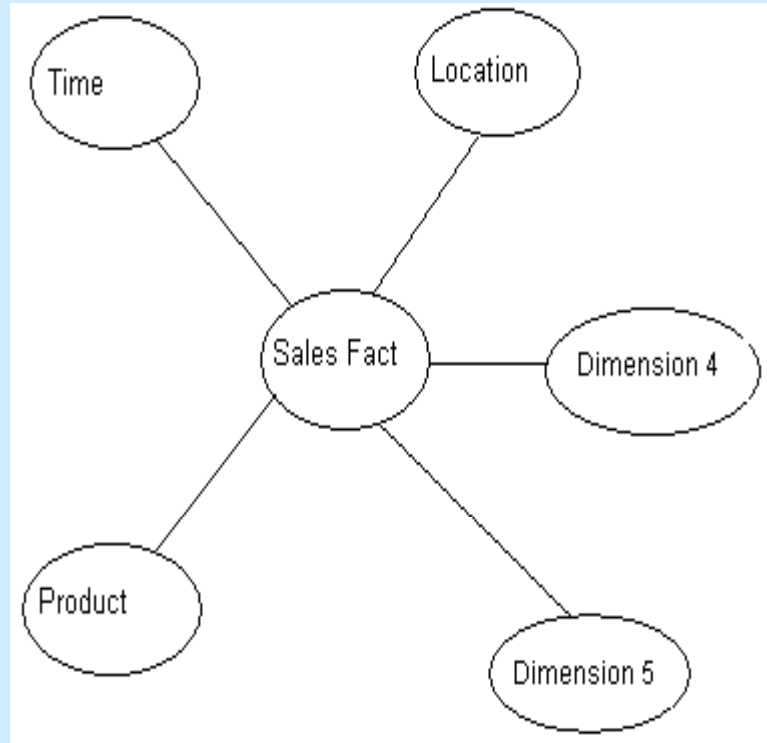 Time
Location
Sales Fact
Dimension 4
Product
Dimension 5